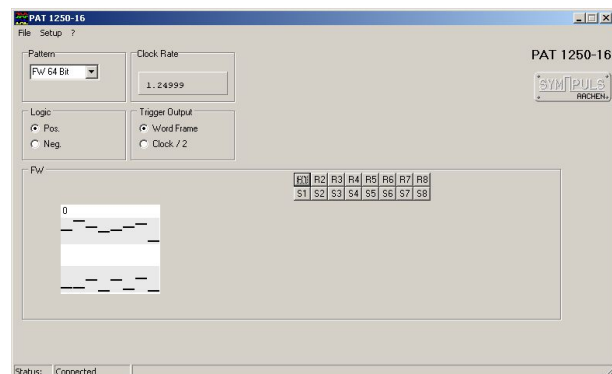 PAT 1250-16
File Setup ?
Pattern
FW 64 Bit
Clock Rate
1.24999
PAT 1250-16
SYMPULS
AACHEN
Logic
Pos.
Neg.
Trigger Output
Word Frame
Clock / 2
FW
R1 R2 R3 R4 R5 R6 R7 R8
S1 S2 S3 S4 S5 S6 S7 S8
0
Status: Connected